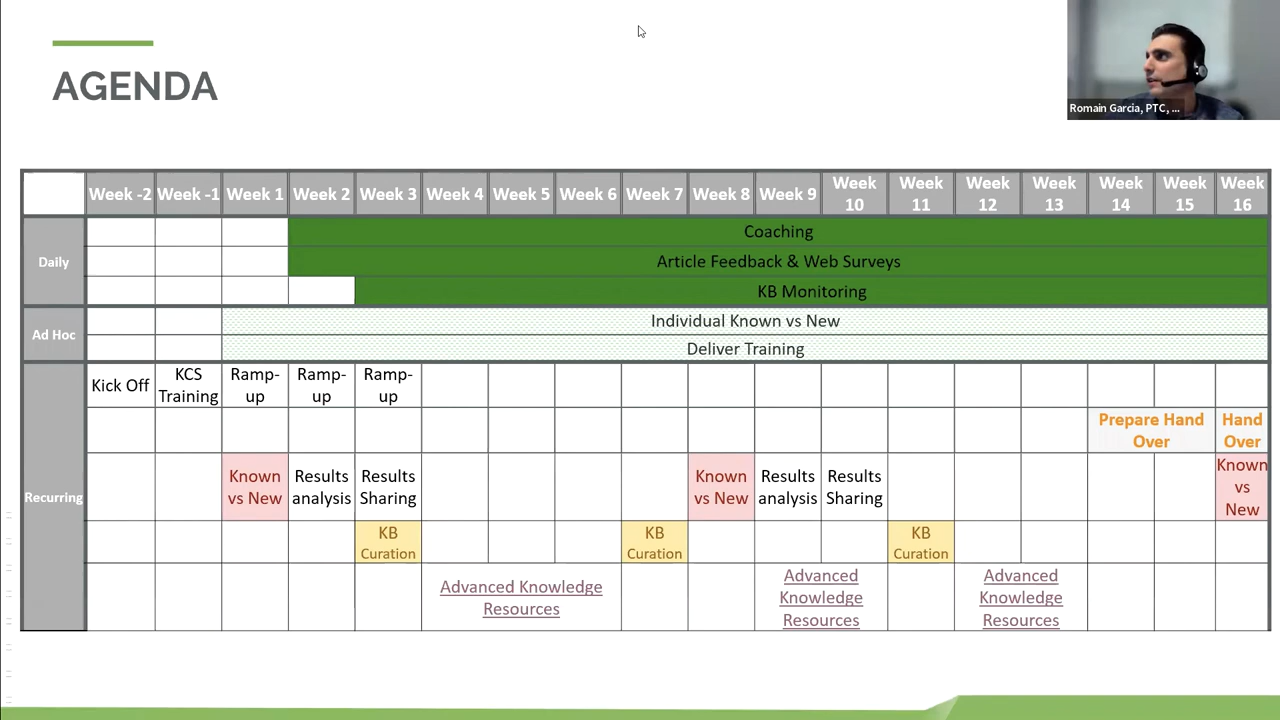 AGENDA
Romain Garcia, PTC, ...
Week -2 Week -1 Week 1 Week 2 Week 3 Week 4 Week 5 Week 6 Week 7 Week 8 Week 9 Week 10 Week 11 Week 12 Week 13 Week 14 Week 15 Week 16
Daily
Coaching
Article Feedback & Web Surveys
KB Monitoring
Ad Hoc
Individual Known vs New
Deliver Training
Recurring
Kick Off
KCS
Training
Ramp-
up
Ramp-
up
Ramp-
up
Prepare Hand
Over
Hand
Over
Known
vs New
Results
analysis
Results
Sharing
Known
vs New
Results
analysis
Results
Sharing
Known
vs
New
KB
Curation
KB
Curation
KB
Curation
Advanced Knowledge
Resources
Advanced
Knowledge
Resources
Advanced
Knowledge
Resources